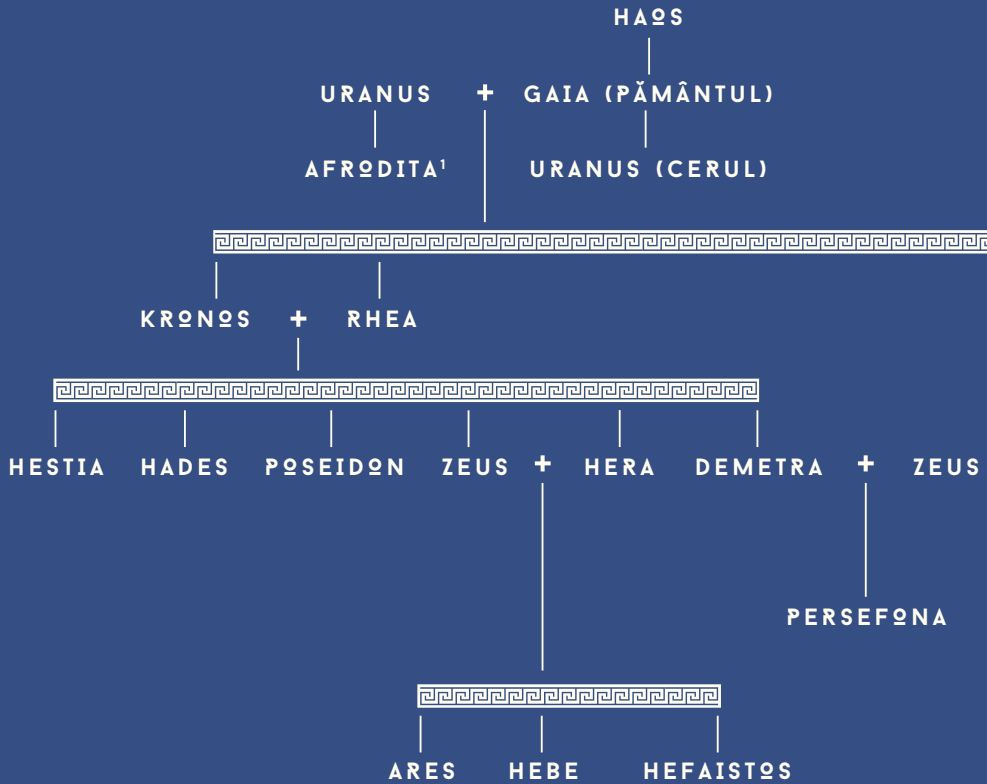 HAOS
URANUS + GAIA (PĂMÂNTUL)
AFRODITA¹ URANUS (CERUL)
KRONOS + RHEA
HESTIA HADES POSEIDON ZEUS + HERA DEMETRA + ZEUS
PERSEFONA
ARES HEBE HEFAISTOS